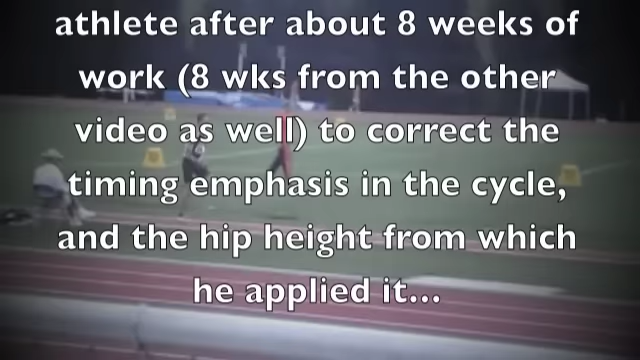 athlete after about 8 weeks of
work (8 wks from the other
video as well) to correct the
timing emphasis in the cycle,
and the hip height from which
he applied it...